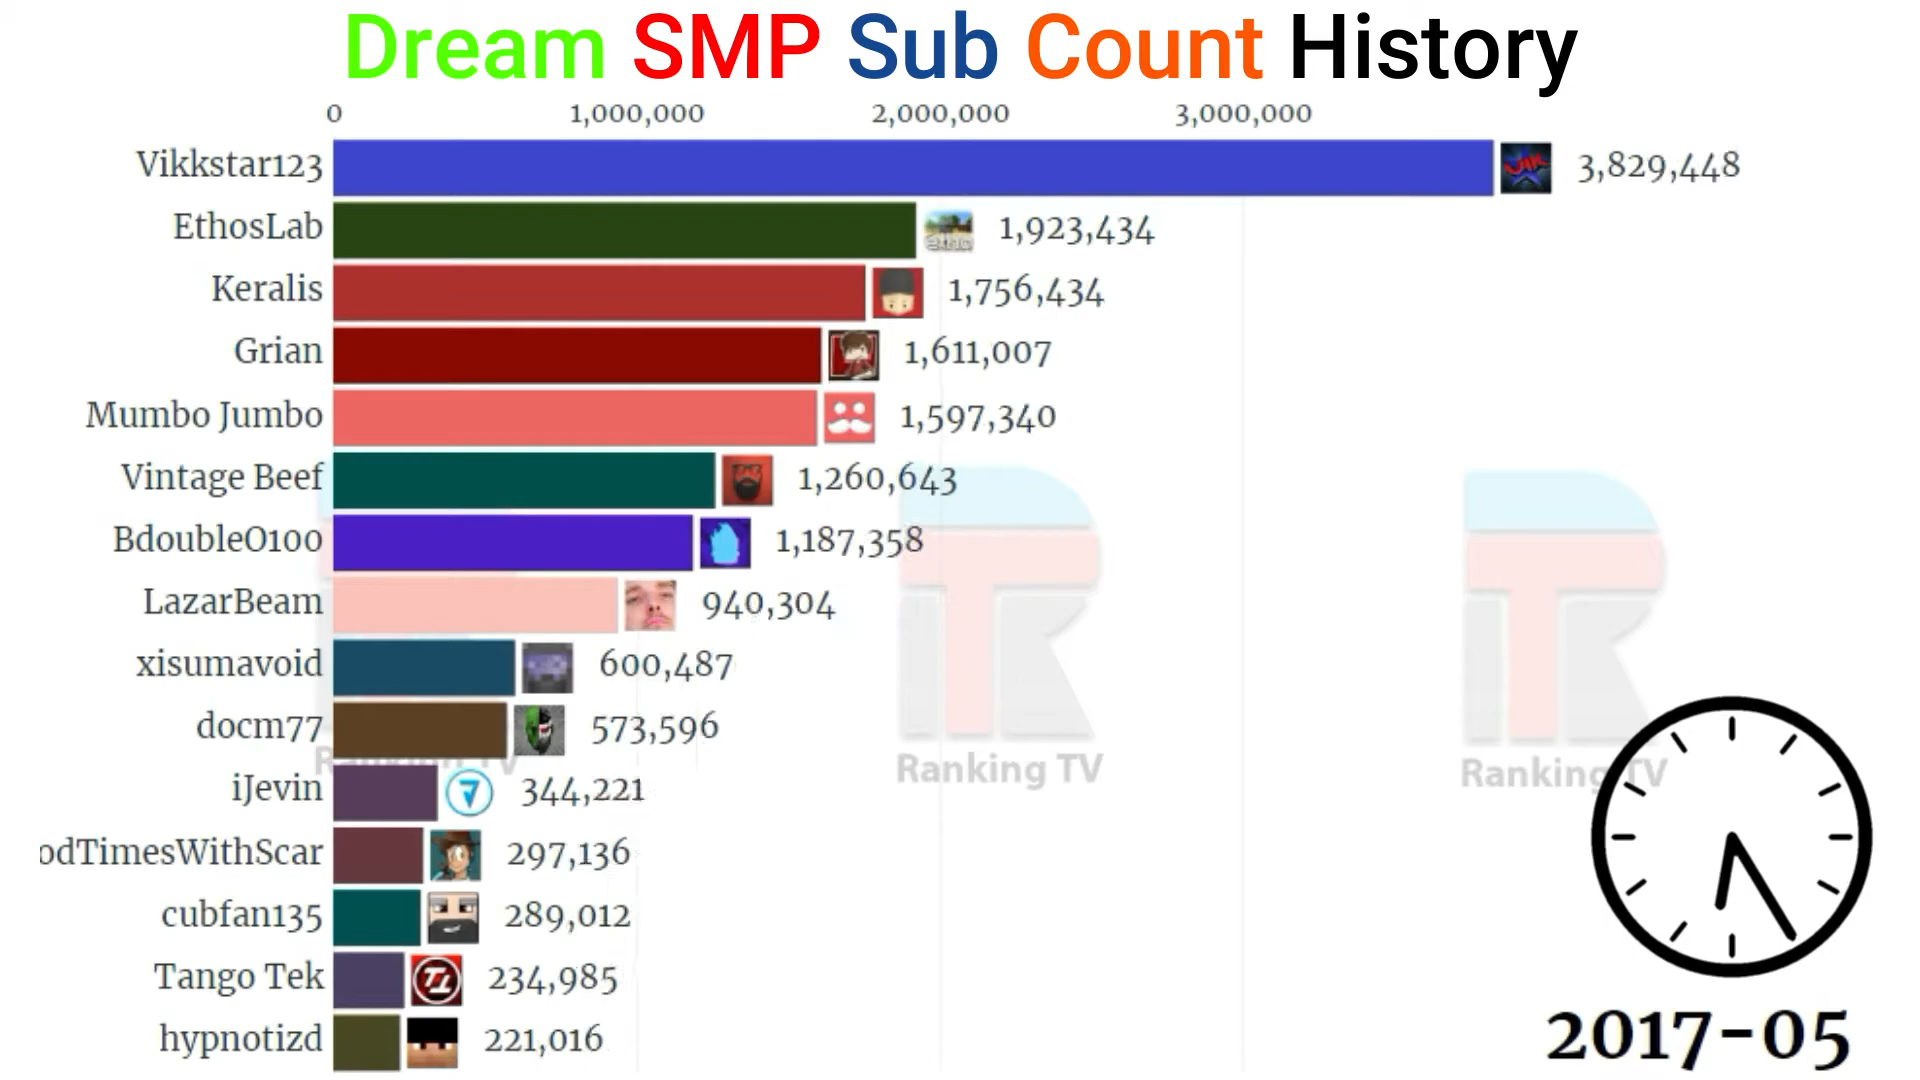 Dream SMP Sub Count History
0 1,000,000 2,000,000 3,000,000
Vikkstar123 3,829,448
EthosLab 1,923,434
Keralis 1,756,434
Grian 1,611,007
Mumbo Jumbo 1,597,340
Vintage Beef 1,260,643
BdoubleO100 1,187,358
LazarBeam 940,304
xisumavoid 600,487
docm77 573,596
Ranking TV Ranking TV Ranking TV
iJevin 344,221
odTimesWithScar 297,136
cubfan135 289,012
Tango Tek 234,985
hypnotizd 221,016
2017-05